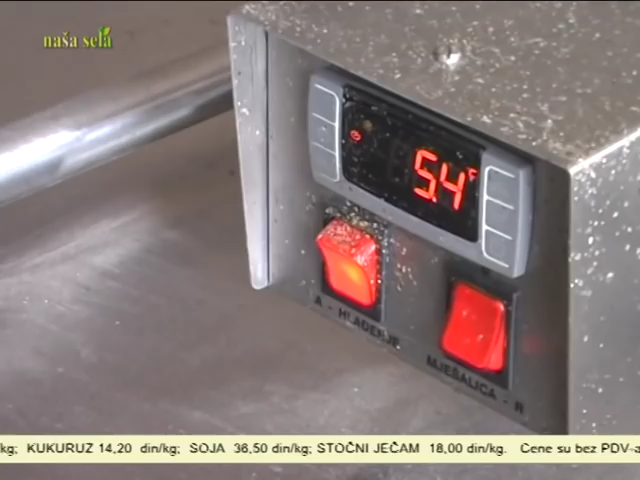 naša sela
5.4
A - HLAĐENJE
MJEŠALICA - R
kg; KUKURUZ 14,20 din/kg; SOJA 36,50 din/kg; STOČNI JEČAM 18,00 din/kg. Cene su bez PDV-a